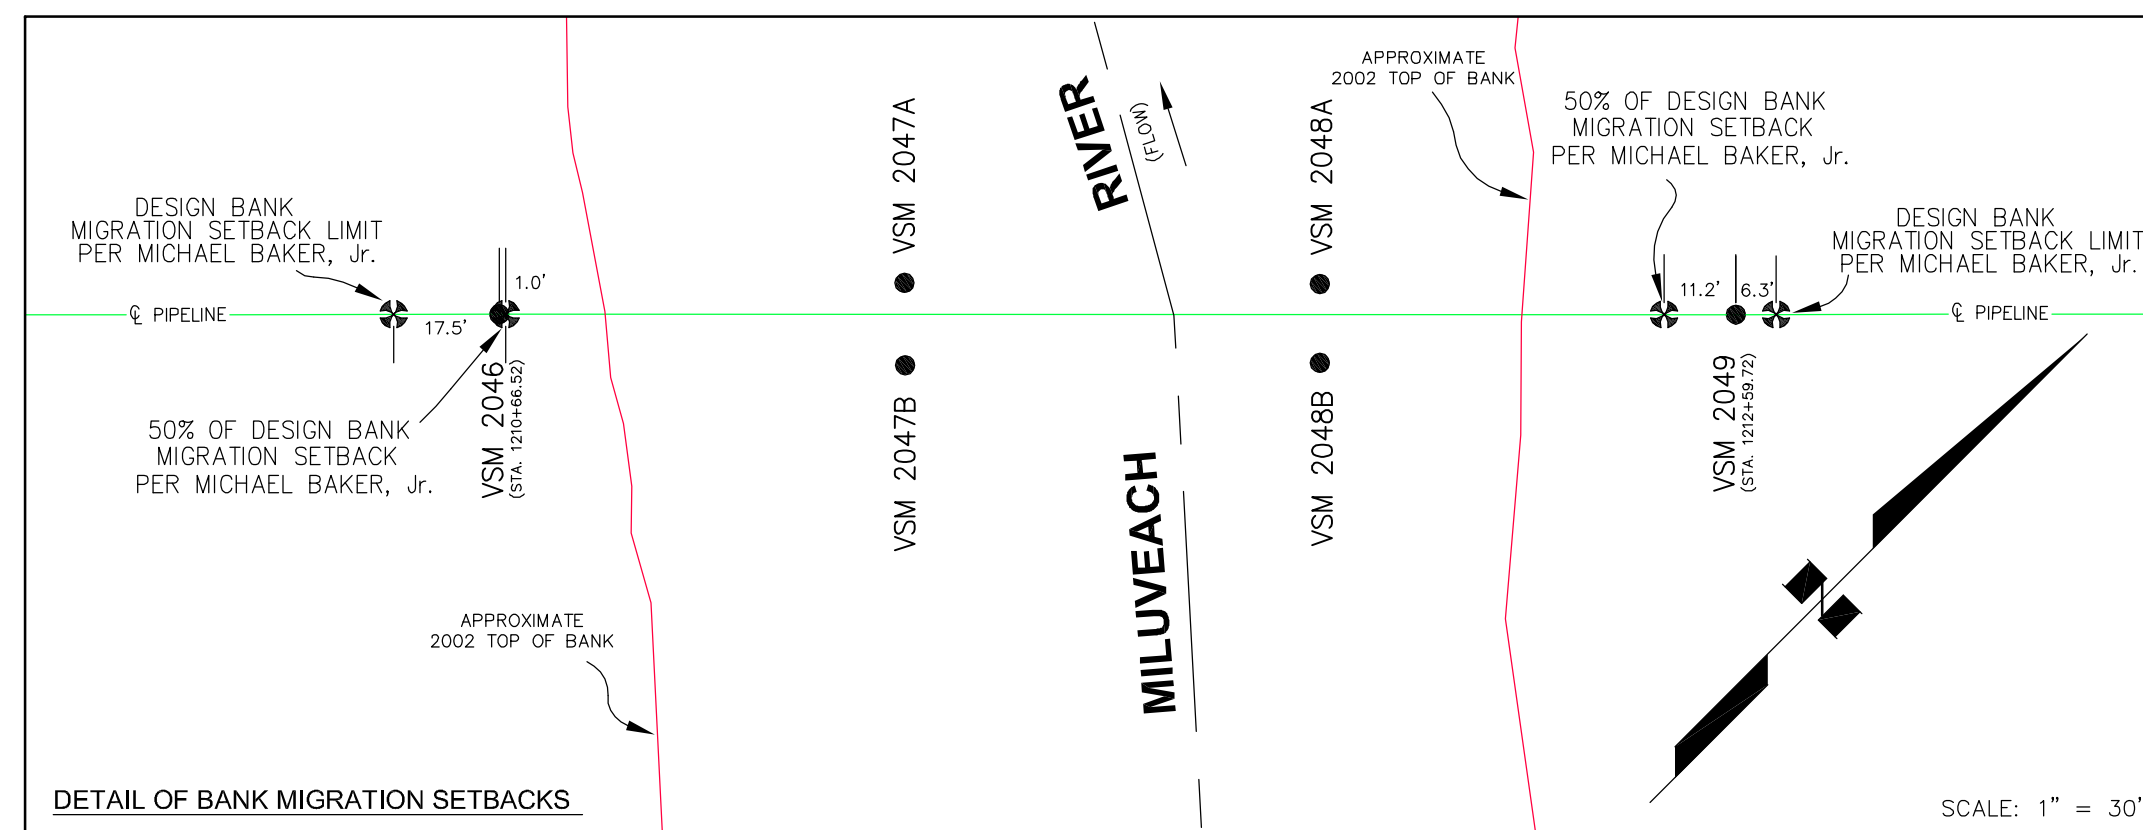 APPROXIMATE
2002 TOP OF BANK
50% OF DESIGN BANK
MIGRATION SETBACK
PER MICHAEL BAKER, Jr.
DESIGN BANK
MIGRATION SETBACK LIMIT
PER MICHAEL BAKER, Jr.
DESIGN BANK
MIGRATION SETBACK LIMIT
PER MICHAEL BAKER, Jr.
VSM 2047A
RIVER
(FLOW)
VSM 2048A
1.0'
11.2'
6.3'
℄ PIPELINE
17.5'
℄ PIPELINE
50% OF DESIGN BANK
MIGRATION SETBACK
PER MICHAEL BAKER, Jr.
VSM 2046
(STA. 1210+66.52)
VSM 2047B
MILUVEACH
VSM 2048B
VSM 2049
(STA. 1212+59.72)
N
APPROXIMATE
2002 TOP OF BANK
DETAIL OF BANK MIGRATION SETBACKS
SCALE: 1" = 30'